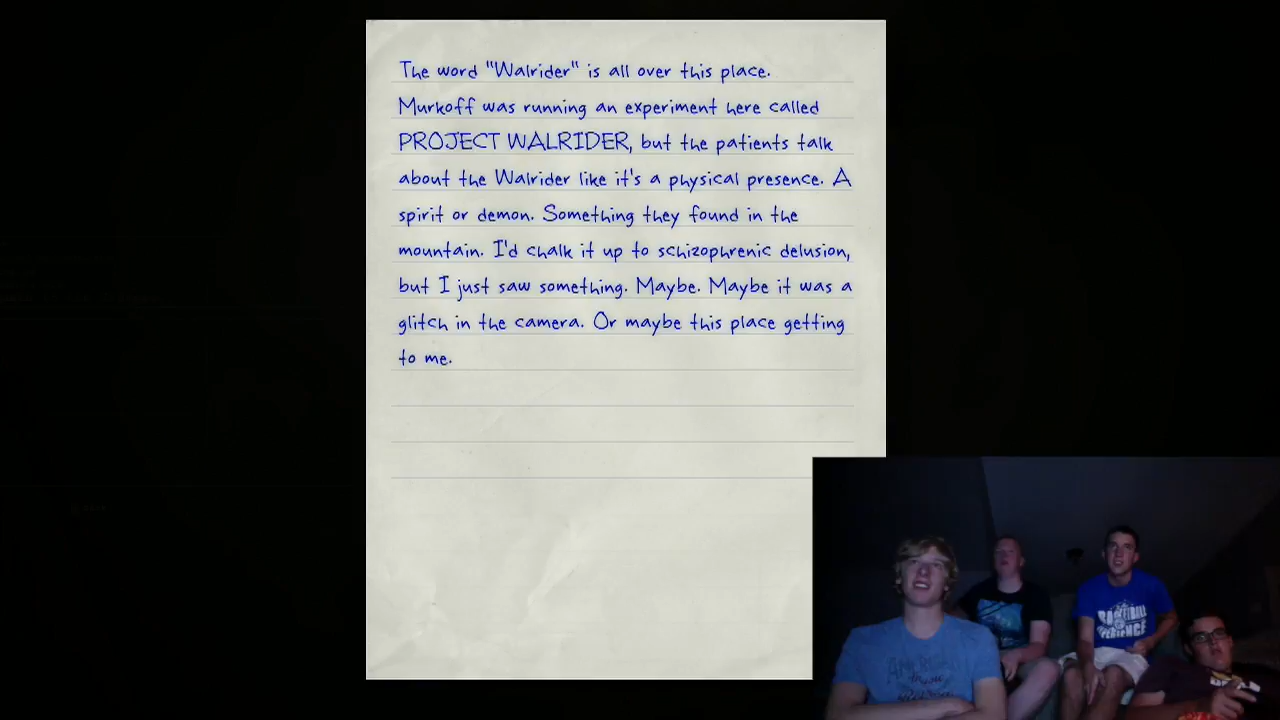 The word "Walrider" is all over this place.
Murkoff was running an experiment here called
PROJECT WALRIDER, but the patients talk
about the Walrider like it's a physical presence. A
spirit or demon. Something they found in the
mountain. I'd chalk it up to schizophrenic delusion,
but I just saw something. Maybe. Maybe it was a
glitch in the camera. Or maybe this place getting
to me.